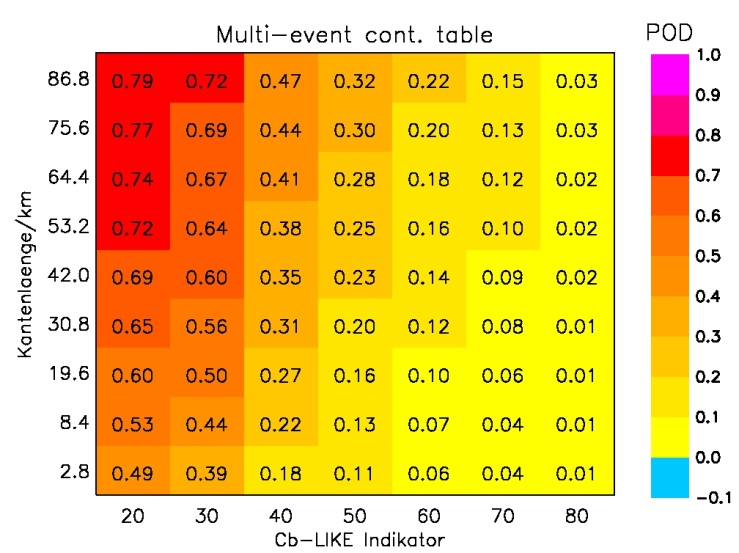 Multi-event cont. table
POD
86.8 0.79 0.72 0.47 0.32 0.22 0.15 0.03
75.6 0.77 0.69 0.44 0.30 0.20 0.13 0.03
64.4 0.74 0.67 0.41 0.28 0.18 0.12 0.02
53.2 0.72 0.64 0.38 0.25 0.16 0.10 0.02
42.0 0.69 0.60 0.35 0.23 0.14 0.09 0.02
30.8 0.65 0.56 0.31 0.20 0.12 0.08 0.01
19.6 0.60 0.50 0.27 0.16 0.10 0.06 0.01
8.4 0.53 0.44 0.22 0.13 0.07 0.04 0.01
2.8 0.49 0.39 0.18 0.11 0.06 0.04 0.01
20 30 40 50 60 70 80
Cb-LIKE Indikator
Kantenlaenge/km
1.0
0.9
0.8
0.7
0.6
0.5
0.4
0.3
0.2
0.1
0.0
-0.1